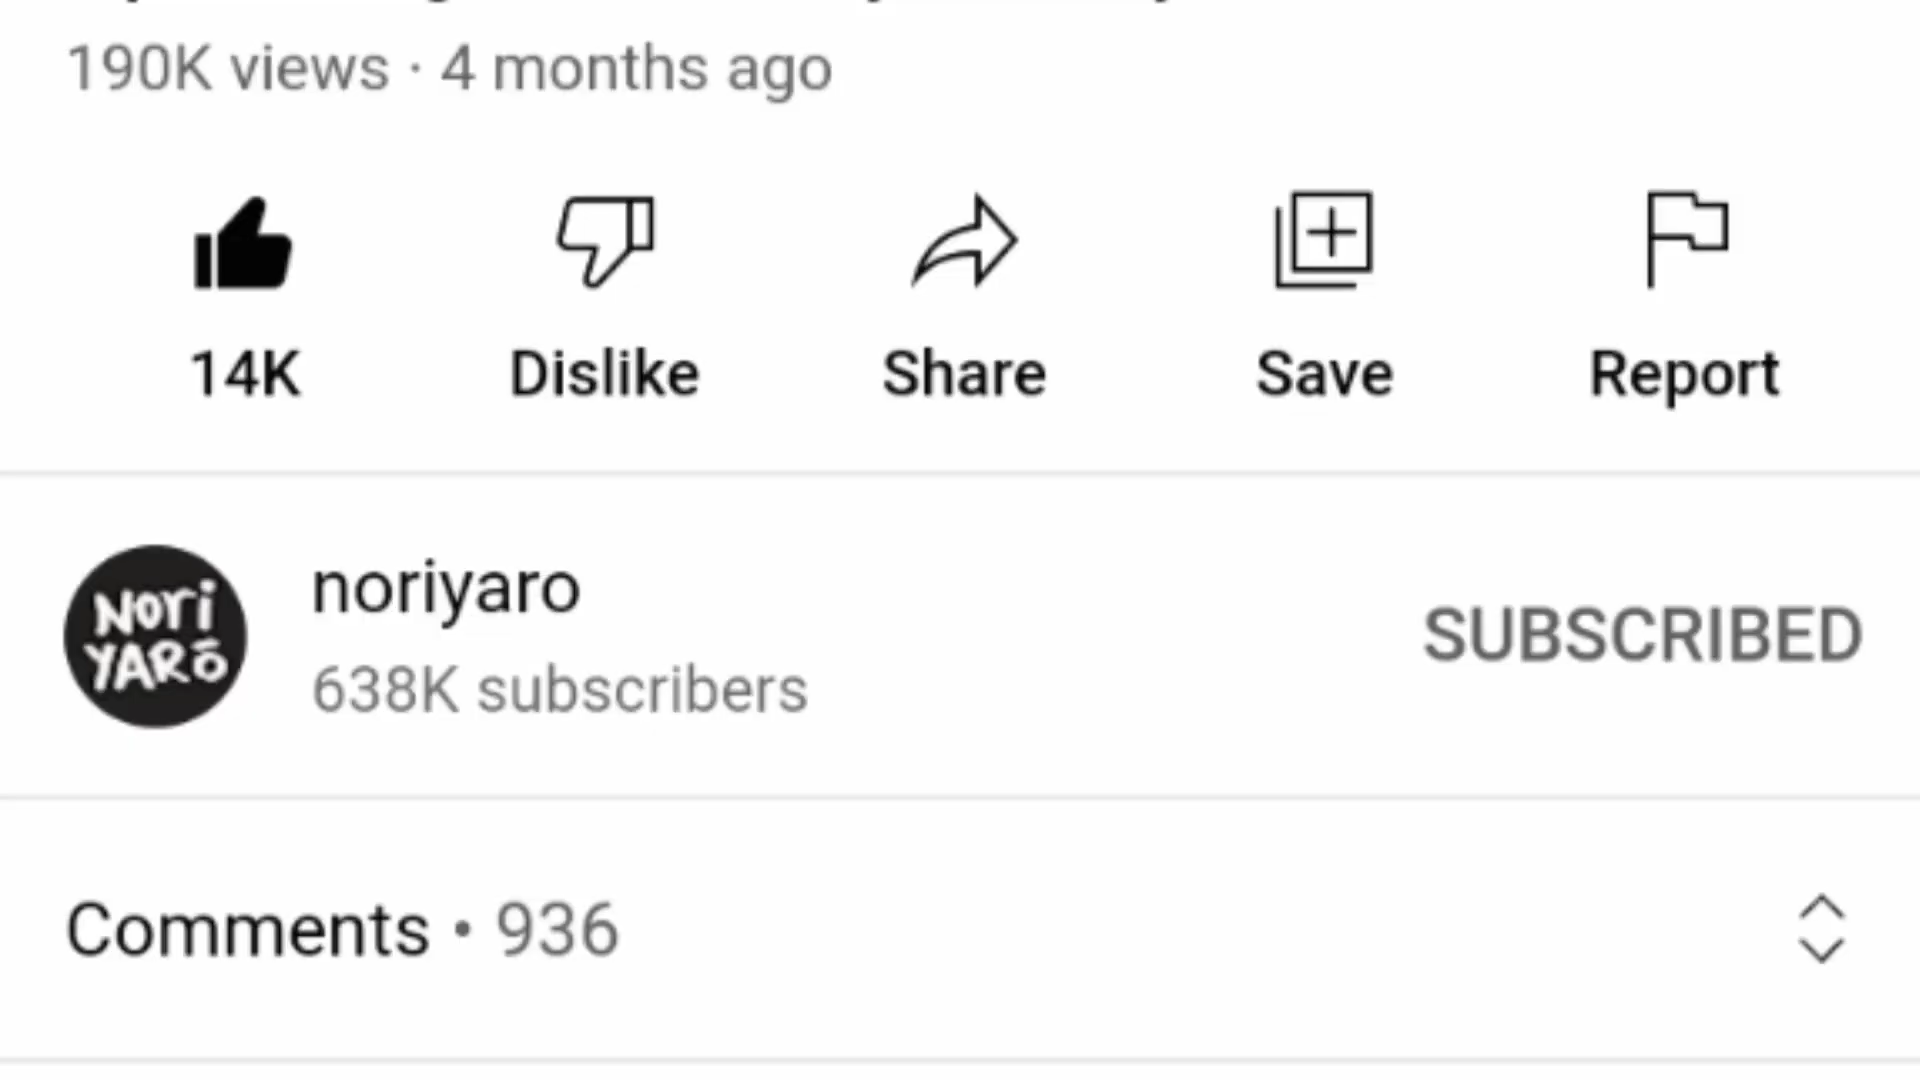 190K views · 4 months ago
14K Dislike Share Save Report
NORi
YARō
noriyaro
638K subscribers
SUBSCRIBED
Comments • 936